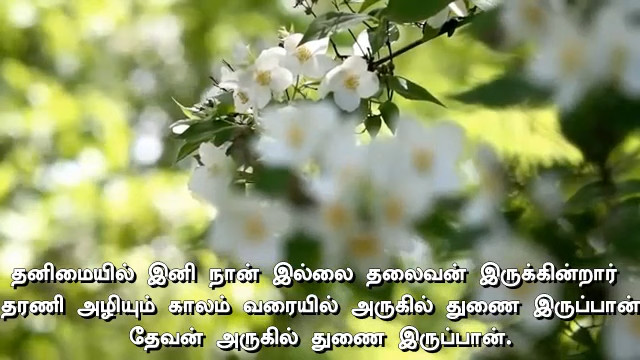 தனிமையில் இனி நான் இல்லை தலைவன் இருக்கின்றார்
தரணி அழியும் காலம் வரையில் அருகில் துணை இருப்பான்
தேவன் அருகில் துணை இருப்பான்.